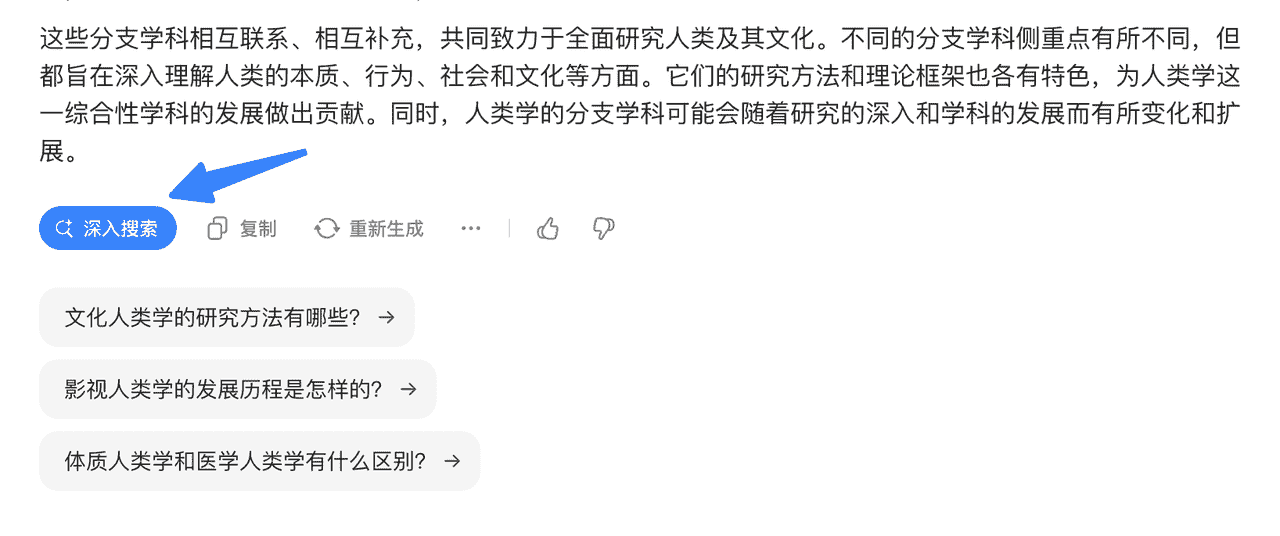 这些分支学科相互联系、相互补充，共同致力于全面研究人类及其文化。不同的分支学科侧重点有所不同，但
都旨在深入理解人类的本质、行为、社会和文化等方面。它们的研究方法和理论框架也各有特色，为人类学这
一综合性学科的发展做出贡献。同时，人类学的分支学科可能会随着研究的深入和学科的发展而有所变化和扩
展。
深入搜索 复制 重新生成 ···
文化人类学的研究方法有哪些？ →
影视人类学的发展历程是怎样的？ →
体质人类学和医学人类学有什么区别？ →